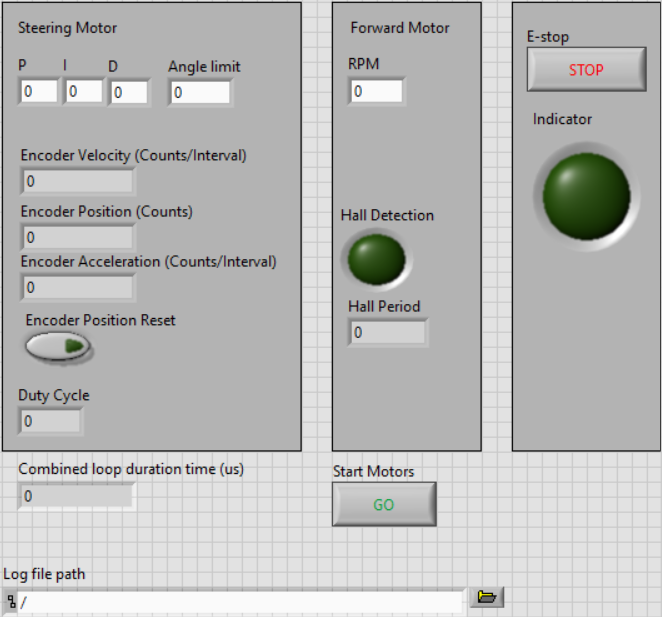 Steering Motor
P I D Angle limit
0 0 0 0
Encoder Velocity (Counts/Interval)
0
Encoder Position (Counts)
0
Encoder Acceleration (Counts/Interval)
0
Encoder Position Reset
Duty Cycle
0
Combined loop duration time (us)
0
Forward Motor
RPM
0
Hall Detection
Hall Period
0
Start Motors
GO
E-stop
STOP
Indicator
Log file path
/